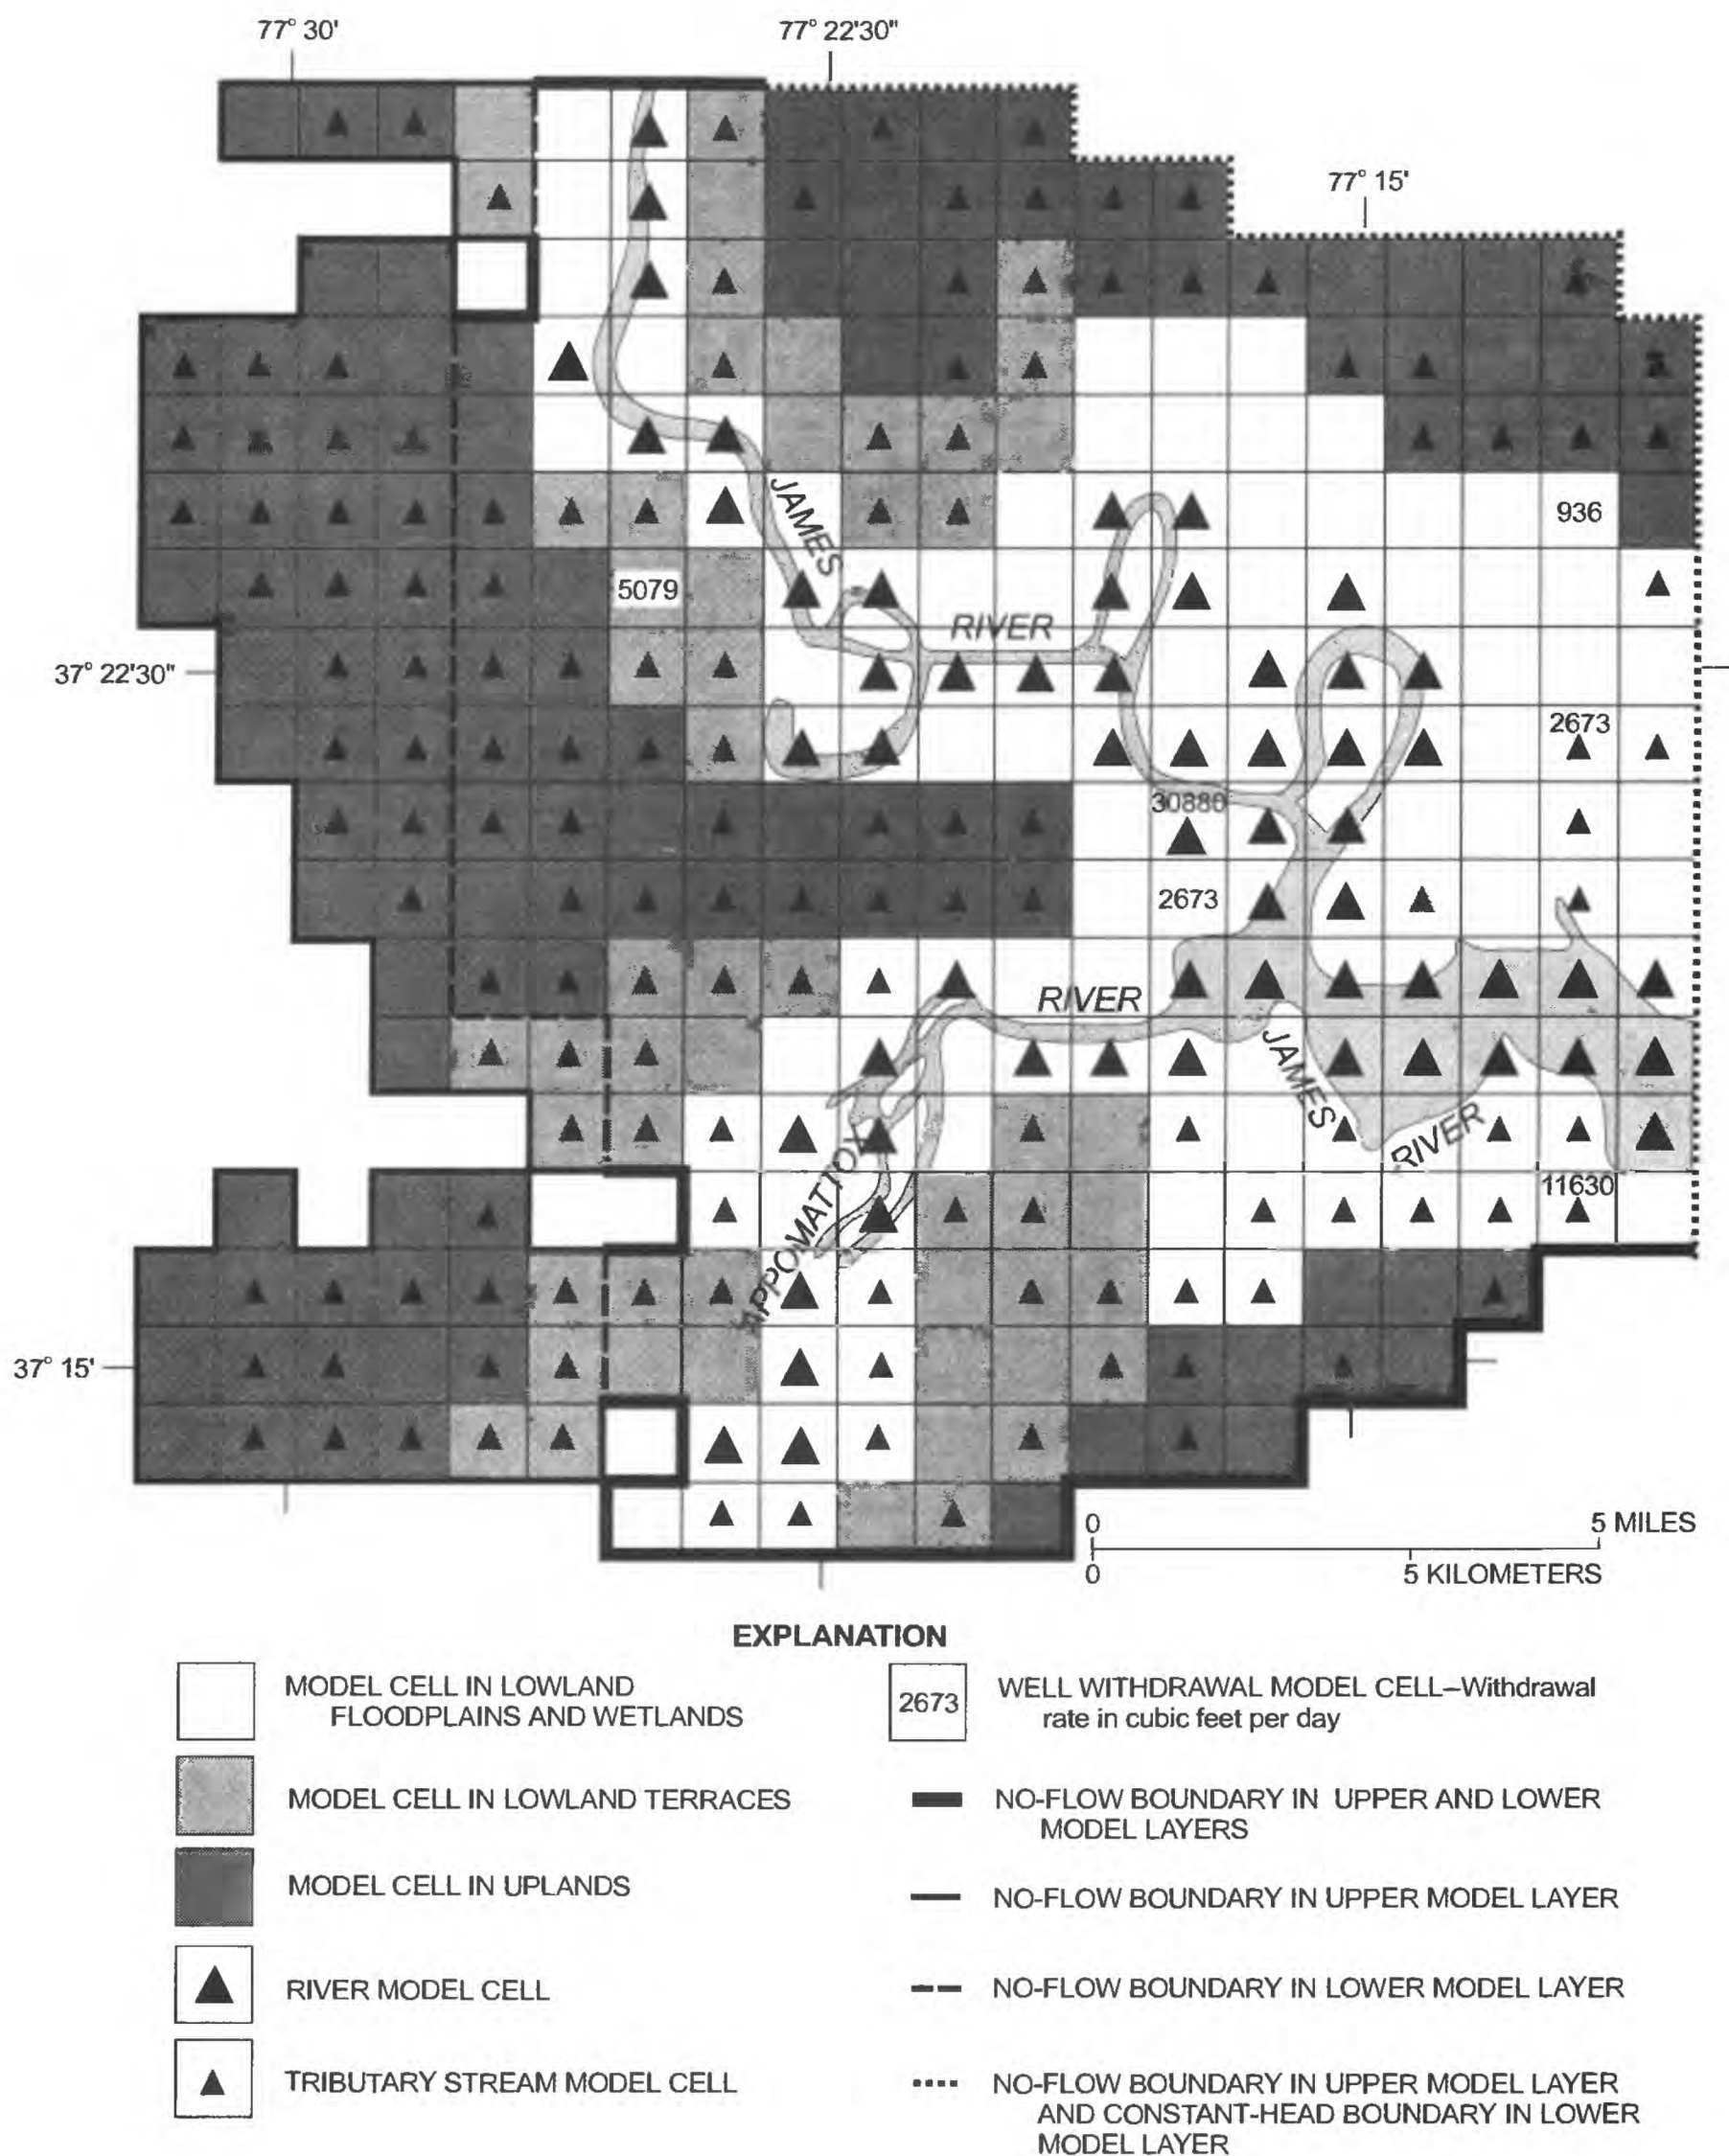 77° 30'
77° 22'30"
77° 15'
JAMES
936
5079
RIVER
37° 22'30"
2673
30880
2673
RIVER
JAMES
RIVER
APPOMATTOX
11630
37° 15'
0
5 MILES
0
5 KILOMETERS
EXPLANATION
MODEL CELL IN LOWLAND
FLOODPLAINS AND WETLANDS
MODEL CELL IN LOWLAND TERRACES
MODEL CELL IN UPLANDS
RIVER MODEL CELL
TRIBUTARY STREAM MODEL CELL
2673
WELL WITHDRAWAL MODEL CELL–Withdrawal
rate in cubic feet per day
NO-FLOW BOUNDARY IN UPPER AND LOWER
MODEL LAYERS
NO-FLOW BOUNDARY IN UPPER MODEL LAYER
NO-FLOW BOUNDARY IN LOWER MODEL LAYER
NO-FLOW BOUNDARY IN UPPER MODEL LAYER
AND CONSTANT-HEAD BOUNDARY IN LOWER
MODEL LAYER